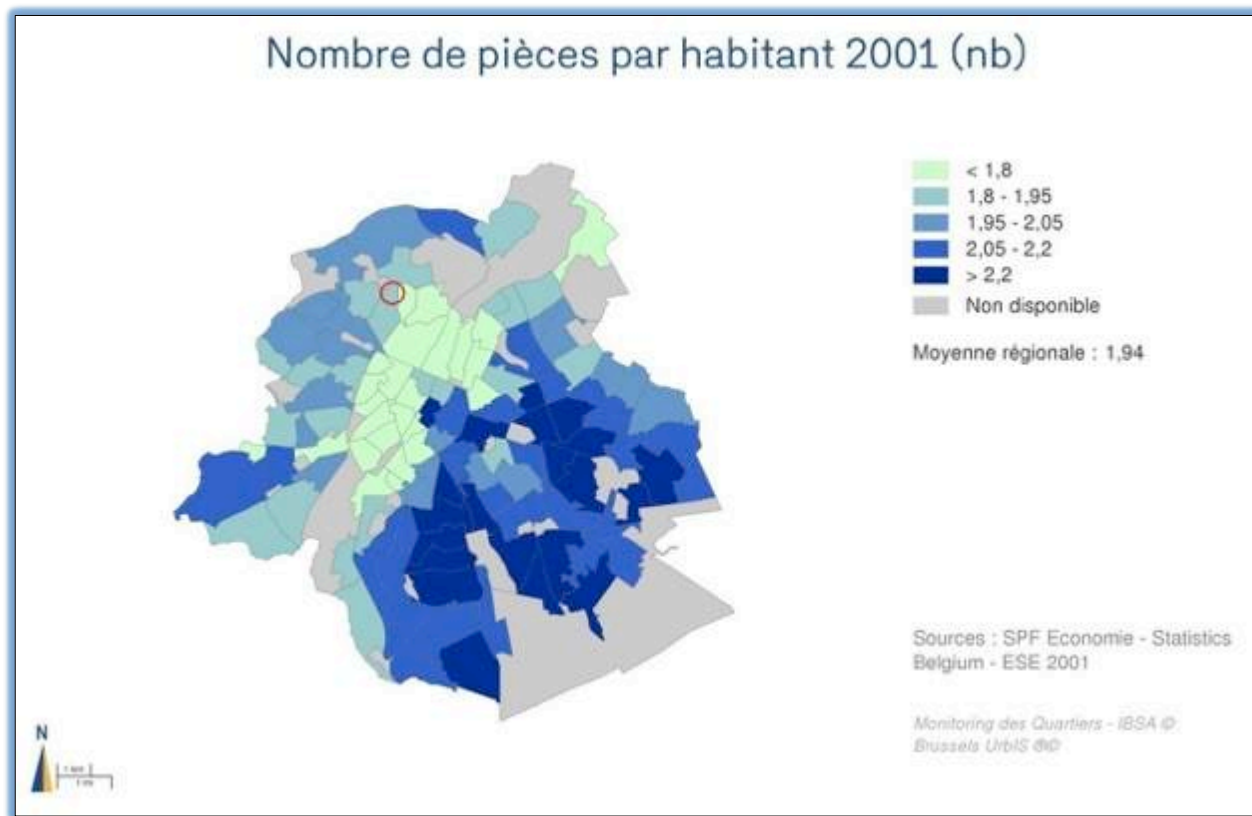 Nombre de pièces par habitant 2001 (nb)
< 1,8
1,8 - 1,95
1,95 - 2,05
2,05 - 2,2
> 2,2
Non disponible
Moyenne régionale : 1,94
Sources : SPF Economie - Statistics
Belgium - ESE 2001
Monitoring des Quartiers - IBSA ©
Brussels UrbIS ®©
N